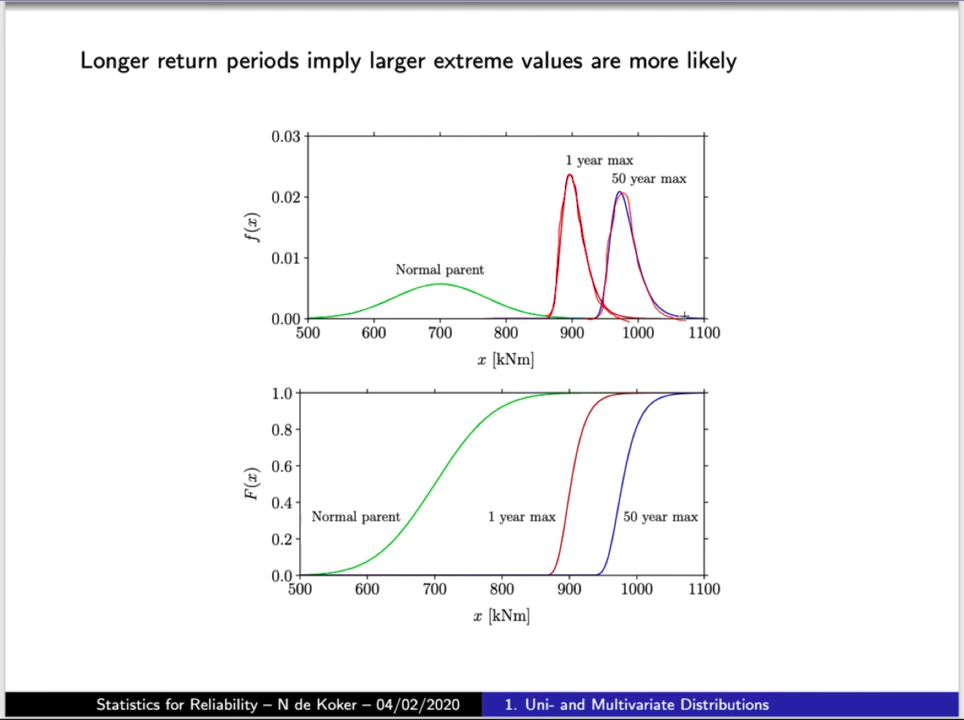 Longer return periods imply larger extreme values are more likely
0.03
1 year max
50 year max
0.02
f(x)
0.01
Normal parent
0.00
500 600 700 800 900 1000 1100
x [kNm]
1.0
0.8
0.6
F(x)
0.4
Normal parent 1 year max 50 year max
0.2
0.0
500 600 700 800 900 1000 1100
x [kNm]
Statistics for Reliability – N de Koker – 04/02/2020 1. Uni- and Multivariate Distributions